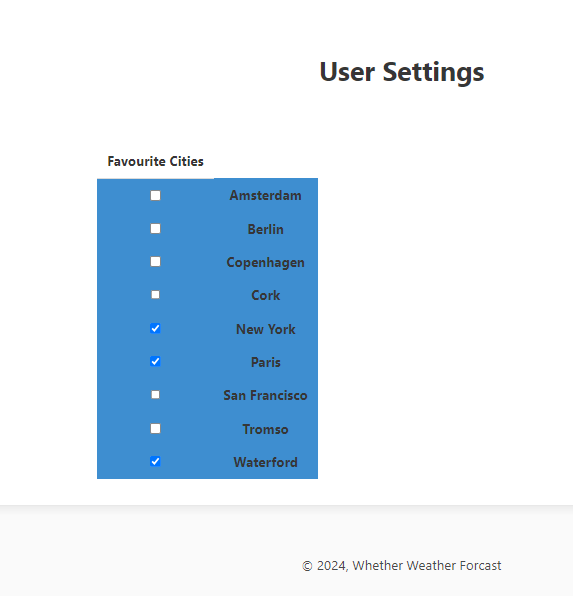 User Settings
Favourite Cities
Amsterdam
Berlin
Copenhagen
Cork
New York
Paris
San Francisco
Tromso
Waterford
© 2024, Whether Weather Forcast